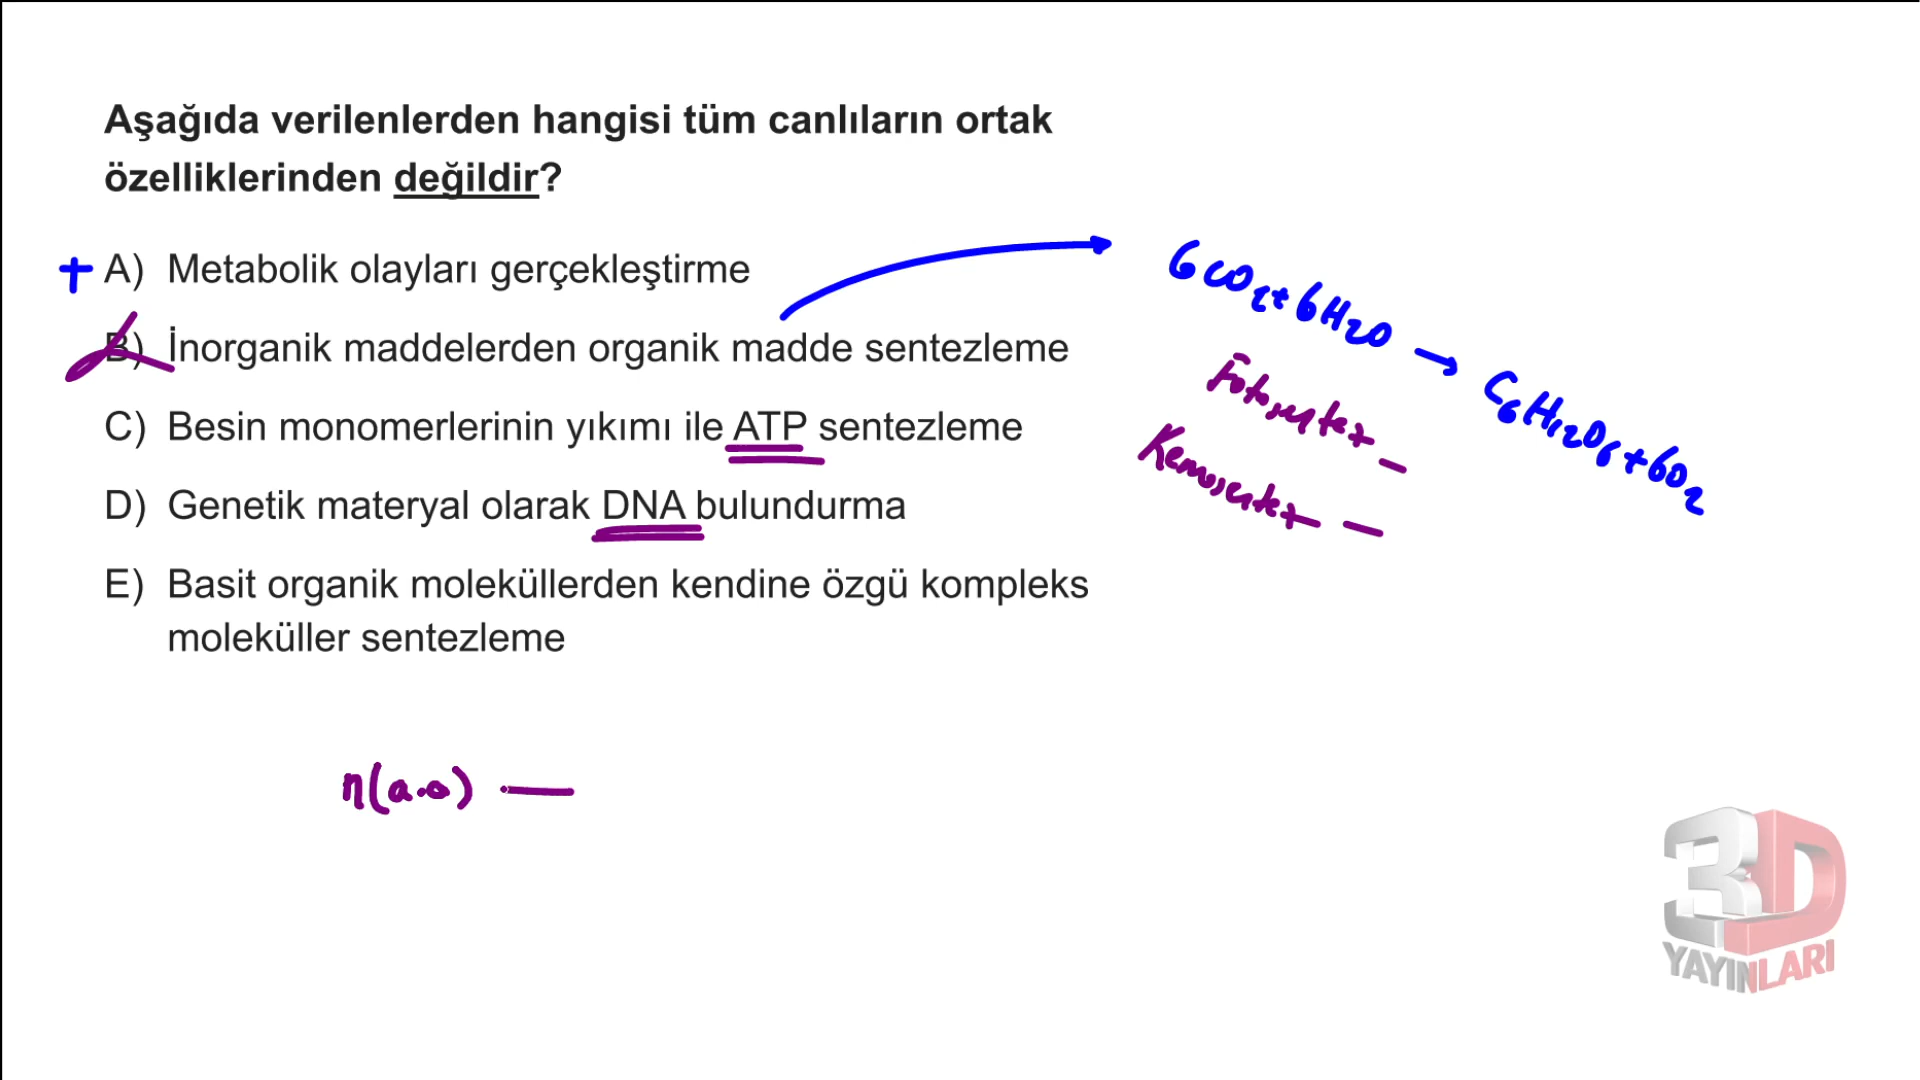 Aşağıda verilenlerden hangisi tüm canlıların ortak
özelliklerinden değildir?
+ A) Metabolik olayları gerçekleştirme
B) İnorganik maddelerden organik madde sentezleme
C) Besin monomerlerinin yıkımı ile ATP sentezleme
D) Genetik materyal olarak DNA bulundurma
E) Basit organik moleküllerden kendine özgü kompleks
moleküller sentezleme
6CO2+6H2O → C6H12O6+6O2
Fotosentez
Kemosentez
n(a.a)
3D
YAYINLARI